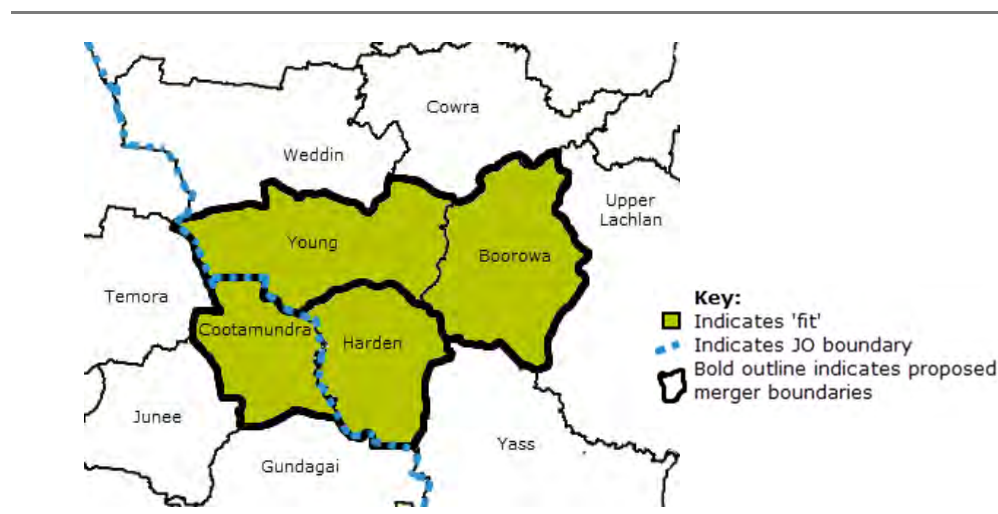 Cowra
Weddin
Upper
Lachlan
Young
Boorowa
Temora
Cootamundra
Harden
Junee
Yass
Gundagai
Key:
Indicates 'fit'
Indicates JO boundary
Bold outline indicates proposed
merger boundaries